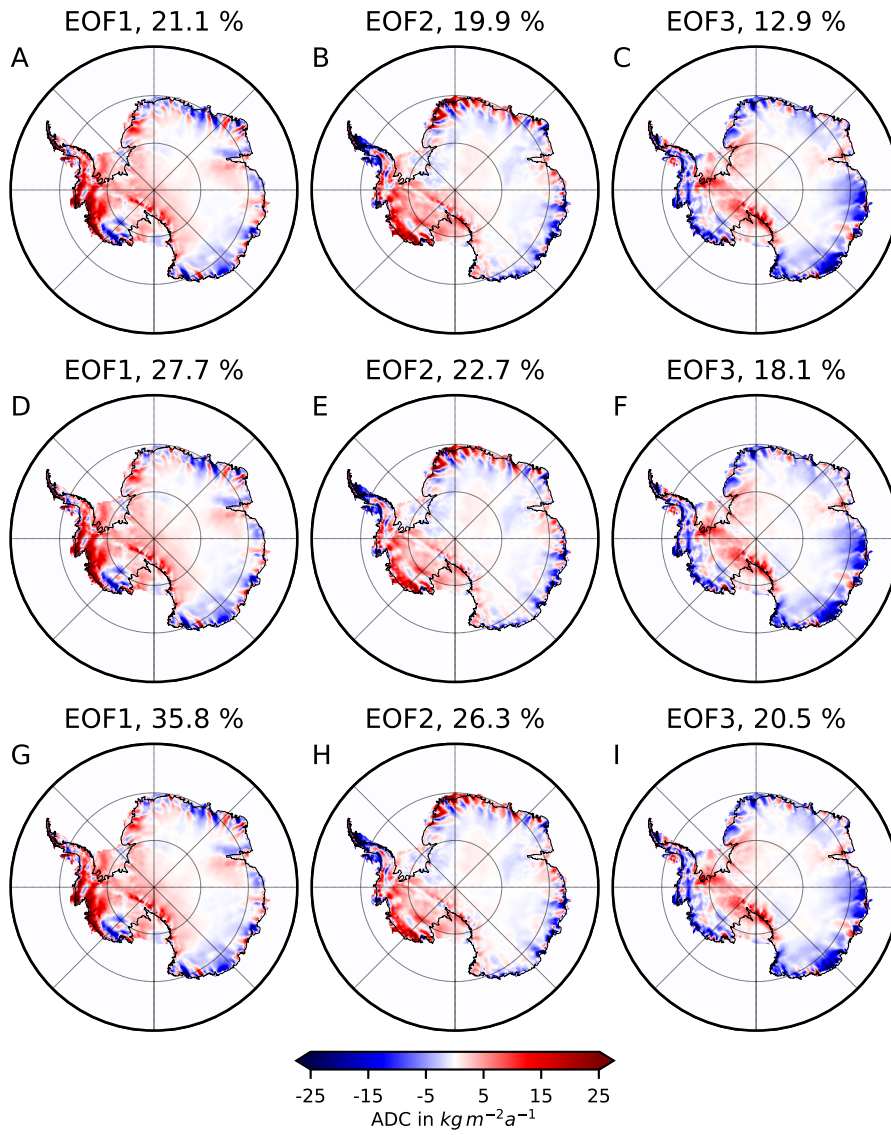 EOF1, 21.1 %
EOF2, 19.9 %
EOF3, 12.9 %
A
B
C
EOF1, 27.7 %
EOF2, 22.7 %
EOF3, 18.1 %
D
E
F
EOF1, 35.8 %
EOF2, 26.3 %
EOF3, 20.5 %
G
H
I
-25 -15 -5 5 15 25
ADC in kg m⁻²a⁻¹